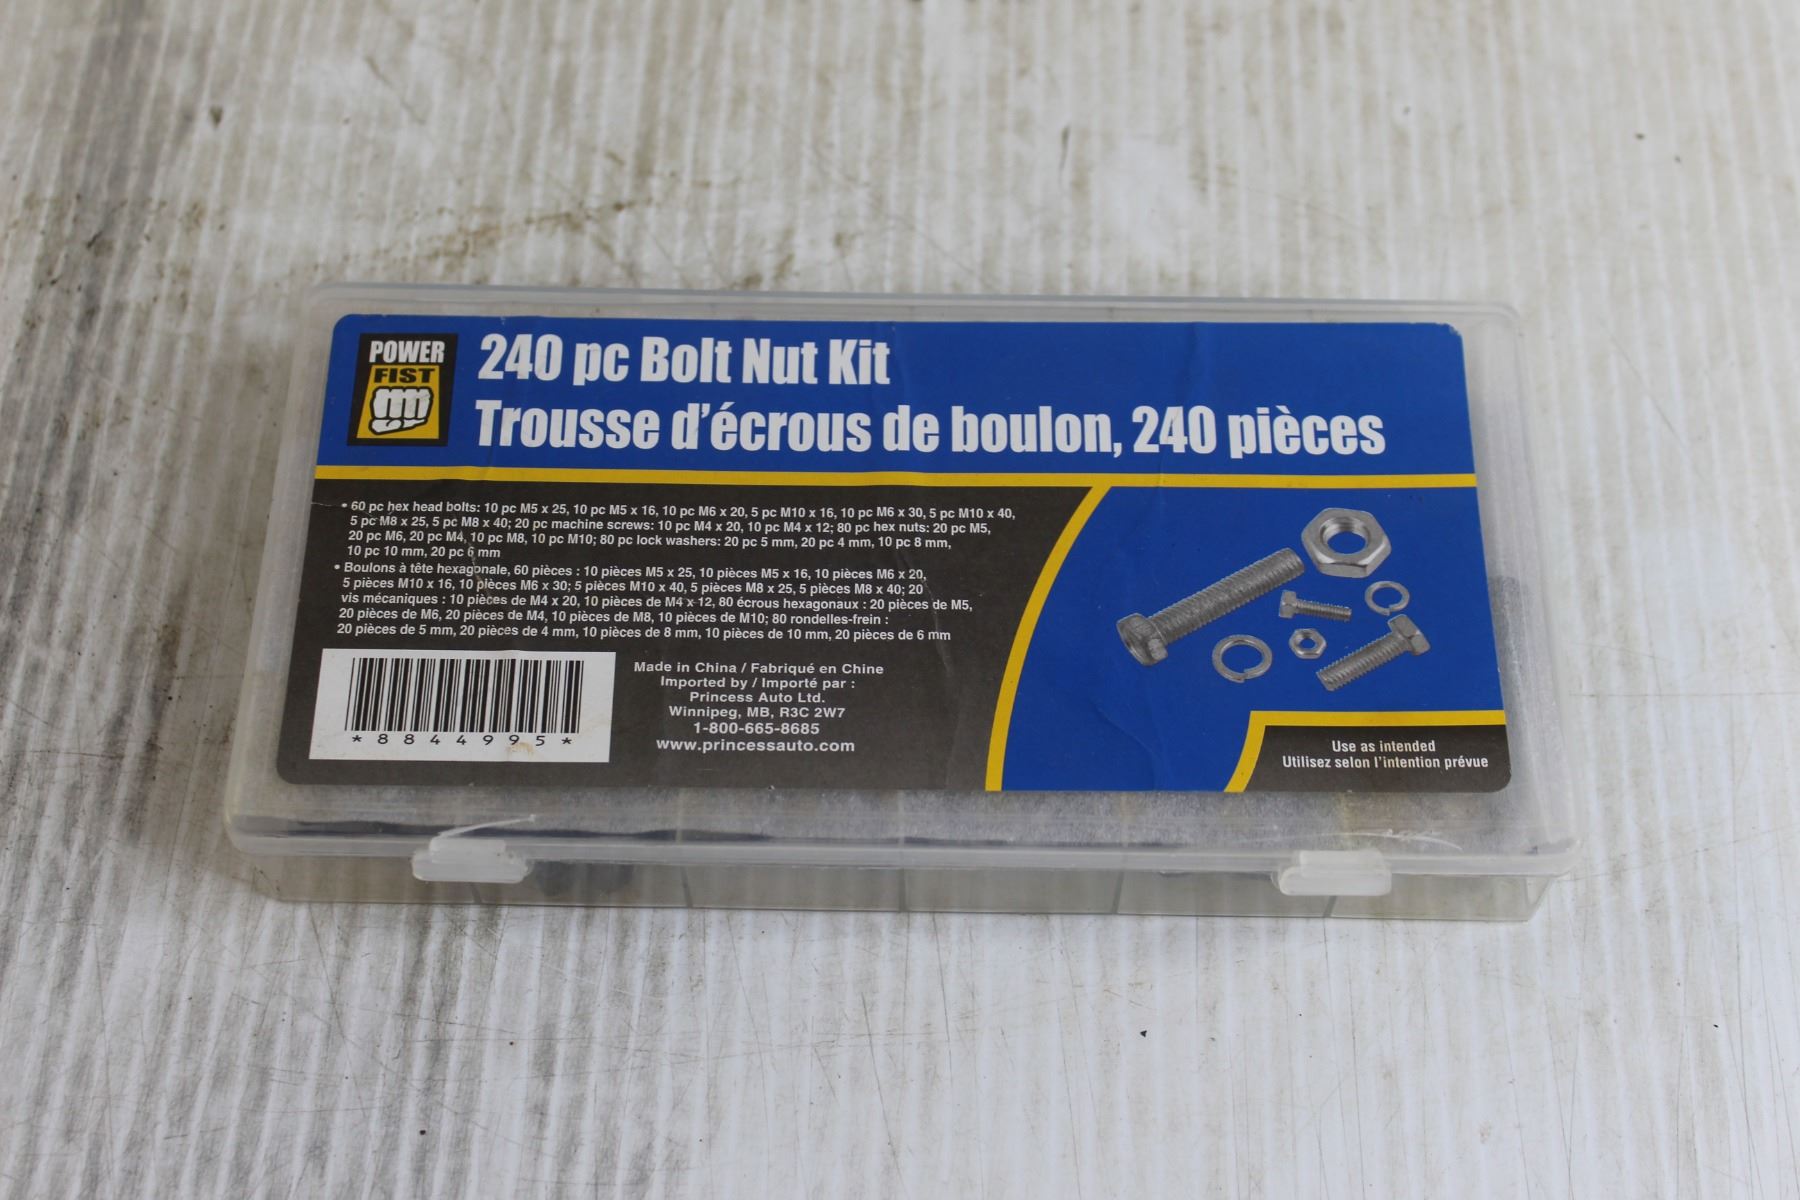 POWER
FIST
240 pc Bolt Nut Kit
Trousse d'écrous de boulon, 240 pièces
• 60 pc hex head bolts: 10 pc M5 x 25, 10 pc M5 x 16, 10 pc M6 x 20, 5 pc M10 x 16, 10 pc M6 x 30, 5 pc M10 x 40,
5 pc M8 x 25, 5 pc M8 x 40; 20 pc machine screws: 10 pc M4 x 20, 10 pc M4 x 12; 80 pc hex nuts: 20 pc M5,
20 pc M6, 20 pc M4, 10 pc M8, 10 pc M10; 80 pc lock washers: 20 pc 5 mm, 20 pc 4 mm, 10 pc 8 mm,
10 pc 10 mm, 20 pc 6 mm
• Boulons à tête hexagonale, 60 pièces : 10 pièces M5 x 25, 10 pièces M5 x 16, 10 pièces M6 x 20,
5 pièces M10 x 16, 10 pièces M6 x 30; 5 pièces M10 x 40, 5 pièces M8 x 25, 5 pièces M8 x 40; 20
vis mécaniques : 10 pièces de M4 x 20, 10 pièces de M4 x 12, 80 écrous hexagonaux : 20 pièces de M5,
20 pièces de M6, 20 pièces de M4, 10 pièces de M8, 10 pièces de M10; 80 rondelles-frein :
20 pièces de 5 mm, 20 pièces de 4 mm, 10 pièces de 8 mm, 10 pièces de 10 mm, 20 pièces de 6 mm
*8844995*
Made in China / Fabriqué en Chine
Imported by / Importé par :
Princess Auto Ltd.
Winnipeg, MB, R3C 2W7
1-800-665-8685
www.princessauto.com
Use as intended
Utilisez selon l'intention prévue